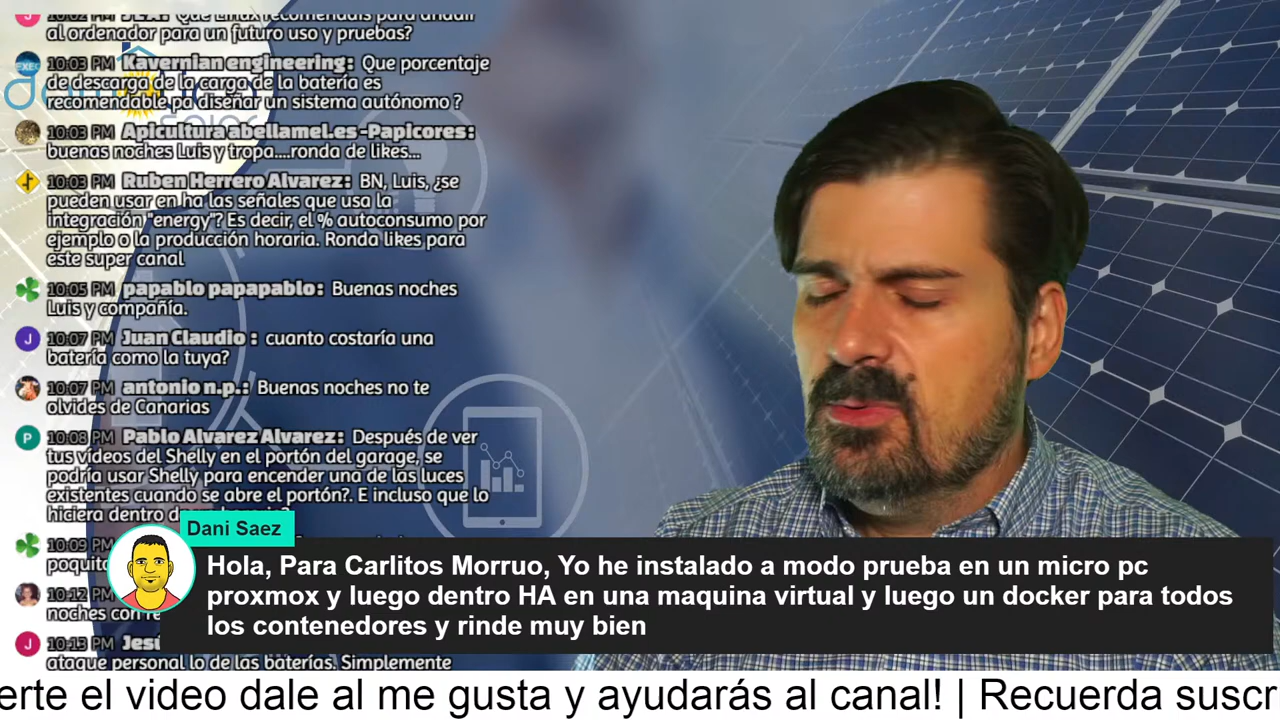 10:02 PM J.L.A.: Que Linux recomendais para añadir
al ordenador para un futuro uso y pruebas?
10:03 PM Kavernian engineering: Que porcentaje
de descarga de la carga de la batería es
recomendable pa diseñar un sistema autónomo ?
10:03 PM Apicultura abellamel.es -Papicores:
buenas noches Luis y tropa....ronda de likes...
10:03 PM Ruben Herrero Alvarez: BN, Luis, ¿se
pueden usar en ha las señales que usa la
integración "energy"? Es decir, el % autoconsumo por
ejemplo o la producción horaria. Ronda likes para
este super canal
10:05 PM papablo papapablo: Buenas noches
Luis y compañía.
10:07 PM Juan Claudio : cuanto costaría una
batería como la tuya?
10:07 PM antonio n.p.: Buenas noches no te
olvides de Canarias
10:08 PM Pablo Alvarez Alvarez: Después de ver
tus vídeos del Shelly en el portón del garage, se
podría usar Shelly para encender una de las luces
existentes cuando se abre el portón?. E incluso que lo
hiciera dentro
10:09 PM
10:12 PM
noches con
10:13 PM Jesú
ataque personal lo de las baterías. Simplemente
Dani Saez
Hola, Para Carlitos Morruo, Yo he instalado a modo prueba en un micro pc
proxmox y luego dentro HA en una maquina virtual y luego un docker para todos
los contenedores y rinde muy bien
erte el video dale al me gusta y ayudarás al canal! | Recuerda suscr